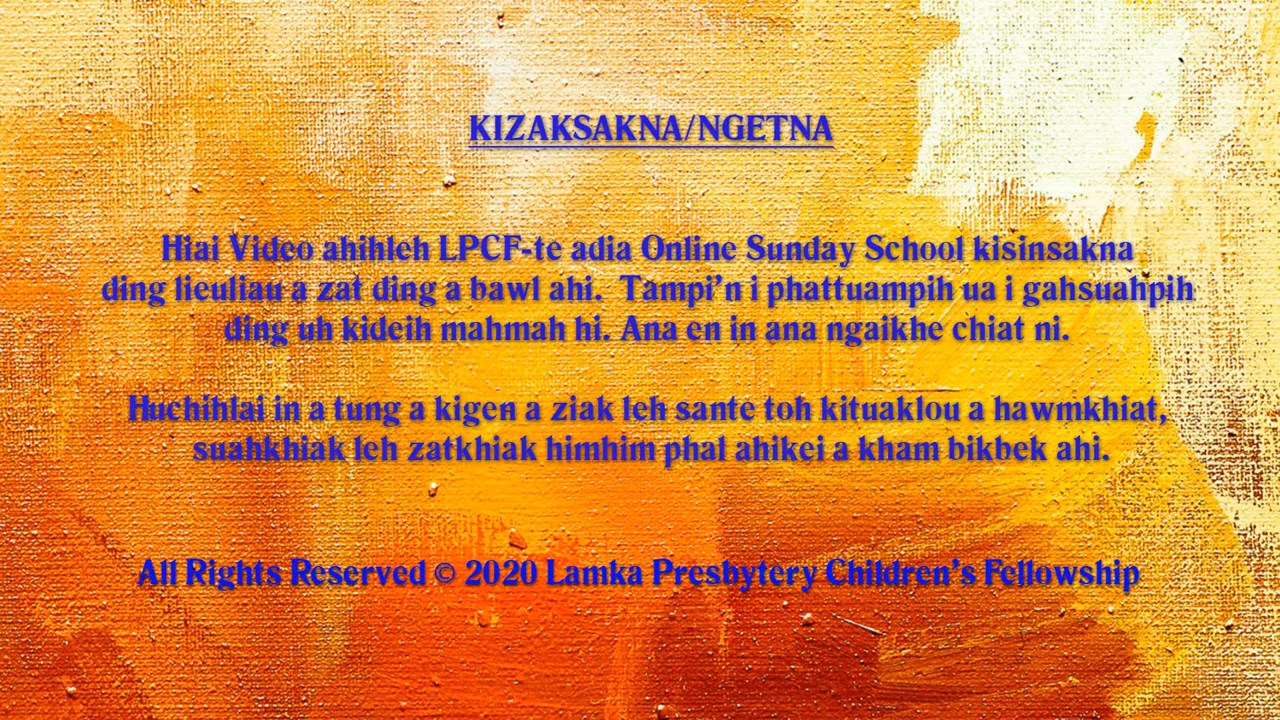 KIZAKSAKNA/NGETNA
Hiai Video ahihleh LPCF-te adia Online Sunday School kisinsakna
ding lieuliau a zat ding a bawl ahi. Tampi'n i phattuampih ua i gahsuahpih
ding uh kideih mahmah hi. Ana en in ana ngaikhe chiat ni.
Huchihlai in a tung a kigen a ziak leh sante toh kituaklou a hawmkhiat,
suahkhiak leh zatkhiak himhim phal ahikei a kham bikbek ahi.
All Rights Reserved © 2020 Lamka Presbytery Children's Fellowship